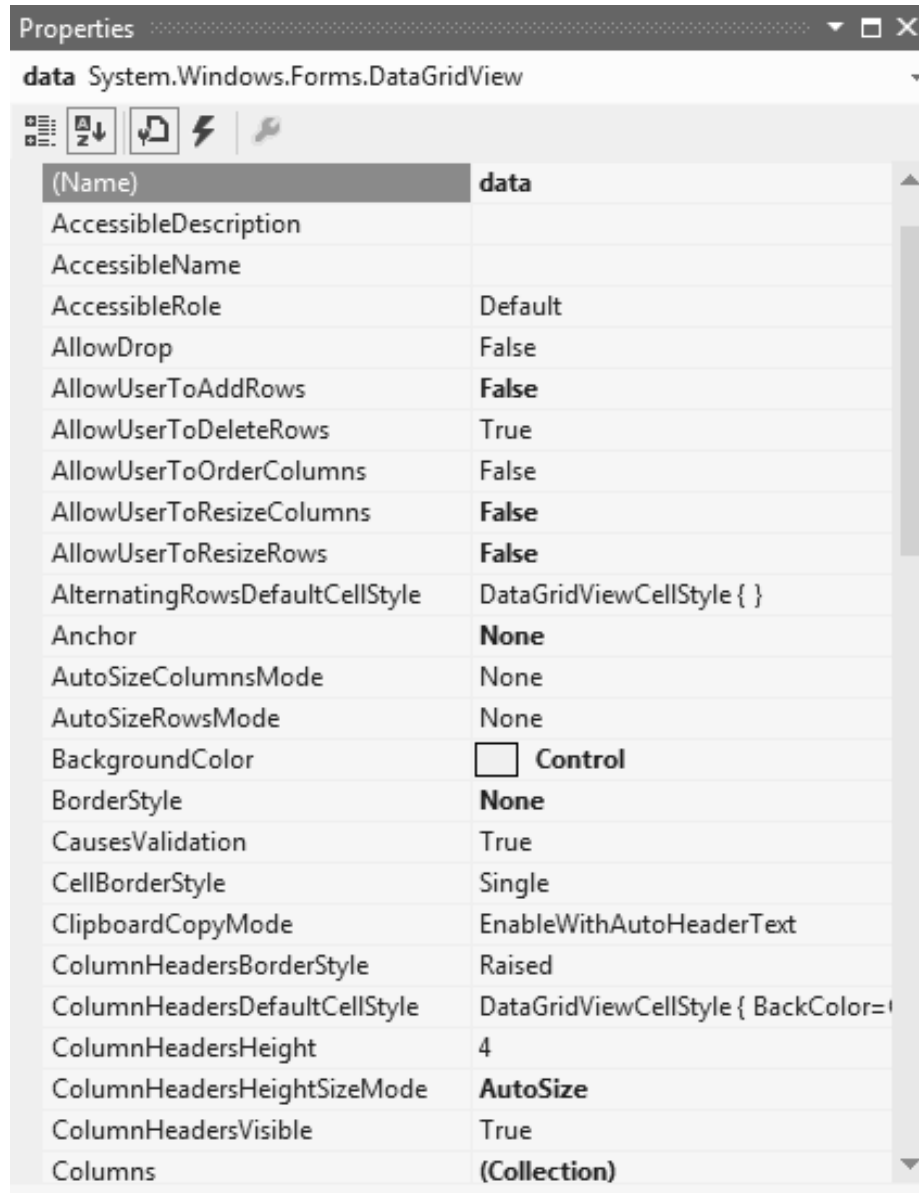 Properties
data System.Windows.Forms.DataGridView
(Name) data
AccessibleDescription
AccessibleName
AccessibleRole Default
AllowDrop False
AllowUserToAddRows False
AllowUserToDeleteRows True
AllowUserToOrderColumns False
AllowUserToResizeColumns False
AllowUserToResizeRows False
AlternatingRowsDefaultCellStyle DataGridViewCellStyle { }
Anchor None
AutoSizeColumnsMode None
AutoSizeRowsMode None
BackgroundColor Control
BorderStyle None
CausesValidation True
CellBorderStyle Single
ClipboardCopyMode EnableWithAutoHeaderText
ColumnHeadersBorderStyle Raised
ColumnHeadersDefaultCellStyle DataGridViewCellStyle { BackColor=
ColumnHeadersHeight 4
ColumnHeadersHeightSizeMode AutoSize
ColumnHeadersVisible True
Columns (Collection)